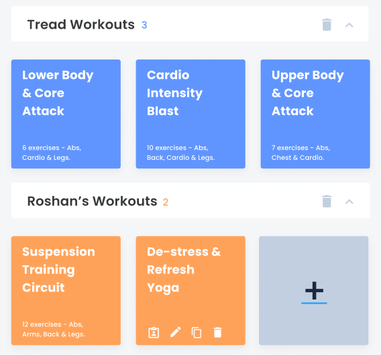 Tread Workouts 3
Lower Body
& Core
Attack
6 exercises - Abs,
Cardio & Legs.
Cardio
Intensity
Blast
10 exercises - Abs,
Back, Cardio & Legs.
Upper Body
& Core
Attack
7 exercises - Abs,
Chest & Cardio.
Roshan's Workouts 2
Suspension
Training
Circuit
12 exercises - Abs,
Arms, Back & Legs.
De-stress &
Refresh
Yoga
+